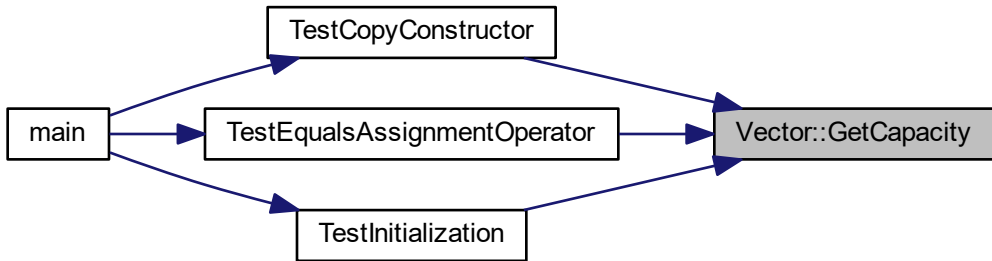 TestCopyConstructor
main
TestEqualsAssignmentOperator
Vector::GetCapacity
TestInitialization